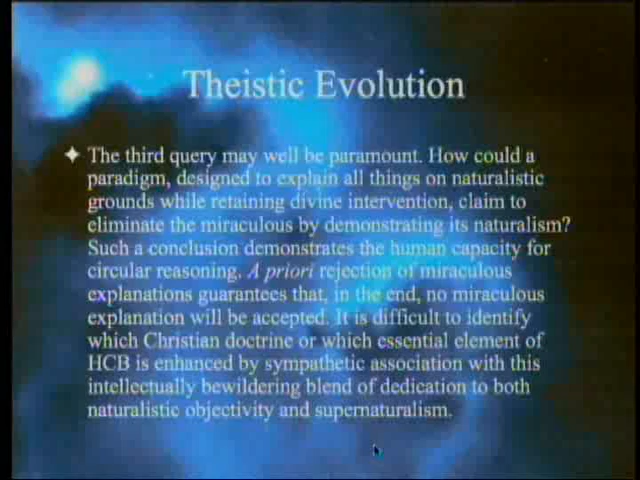 Theistic Evolution
✦ The third query may well be paramount. How could a
paradigm, designed to explain all things on naturalistic
grounds while retaining divine intervention, claim to
eliminate the miraculous by demonstrating its naturalism?
Such a conclusion demonstrates the human capacity for
circular reasoning. A priori rejection of miraculous
explanations guarantees that, in the end, no miraculous
explanation will be accepted. It is difficult to identify
which Christian doctrine or which essential element of
HCB is enhanced by sympathetic association with this
intellectually bewildering blend of dedication to both
naturalistic objectivity and supernaturalism.